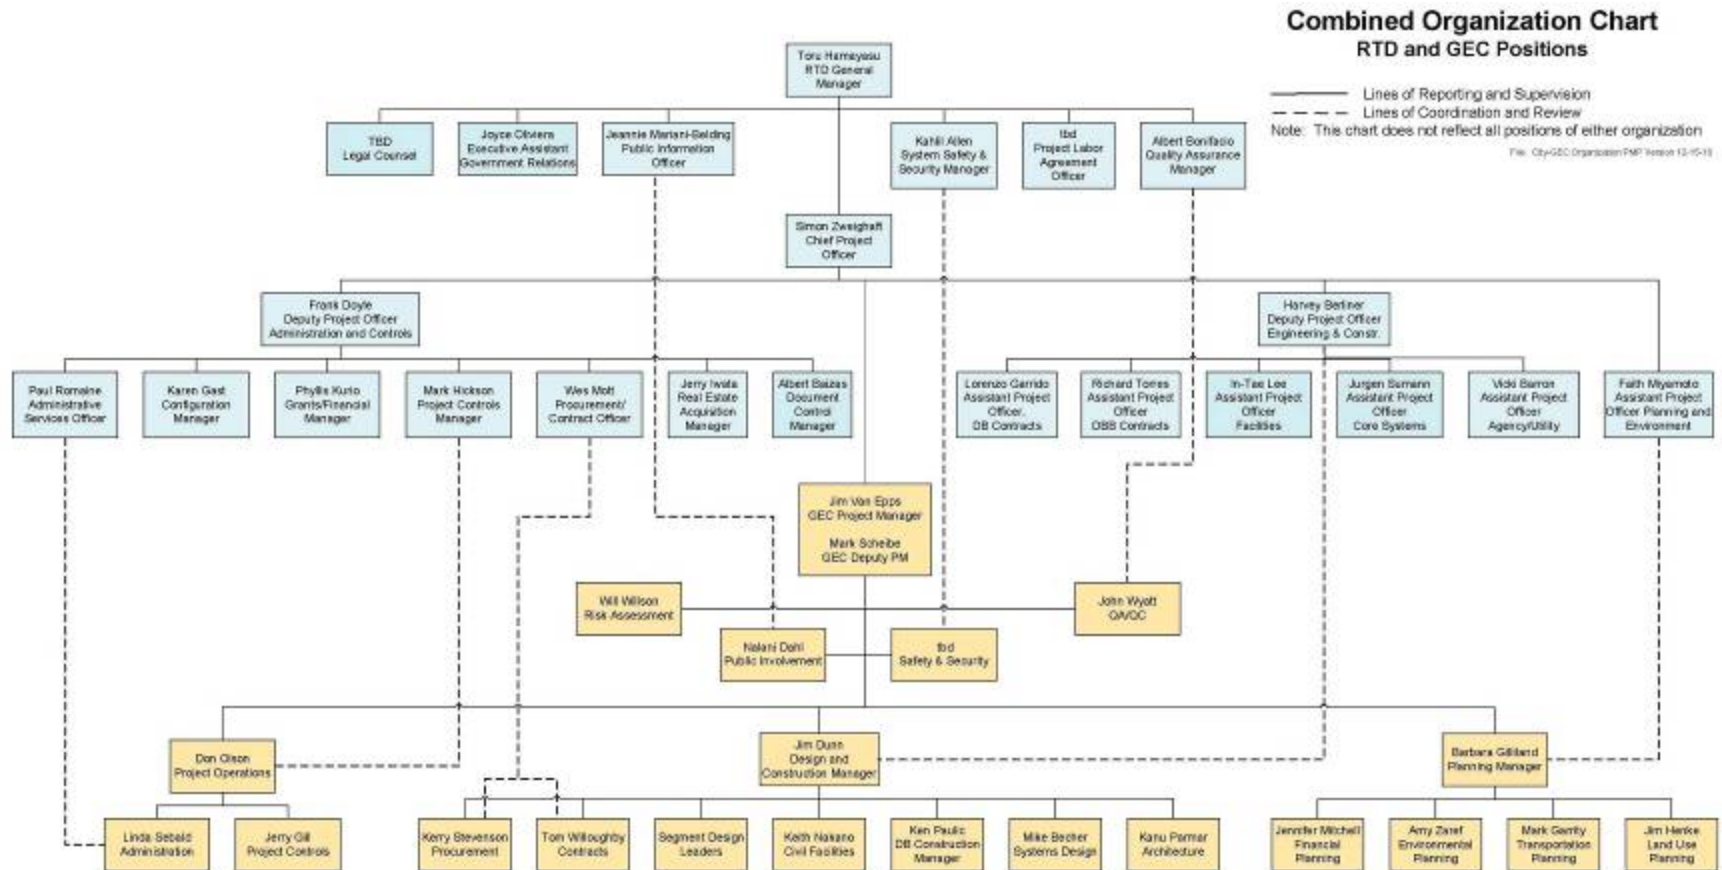 Combined Organization Chart
RTD and GEC Positions
Lines of Reporting and Supervision
Lines of Coordination and Review
Note: This chart does not reflect all positions of either organization
File: City-GEC Organization PMP Version 12-15-10
Toru Hamayasu
RTD General
Manager
TBD
Legal Counsel
Joyce Oliviera
Executive Assistant
Government Relations
Jeannie Mariani-Belding
Public Information
Officer
Kahili Allen
System Safety &
Security Manager
tbd
Project Labor
Agreement
Officer
Albert Bonifacio
Quality Assurance
Manager
Simon Zweighaft
Chief Project
Officer
Frank Doyle
Deputy Project Officer
Administration and Controls
Harvey Berliner
Deputy Project Officer
Engineering & Constr.
Paul Romaine
Administrative
Services Officer
Karen Gast
Configuration
Manager
Phyllis Kurio
Grants/Financial
Manager
Mark Hickson
Project Controls
Manager
Wes Mott
Procurement/
Contract Officer
Jerry Iwata
Real Estate
Acquisition
Manager
Albert Baizas
Document
Control
Manager
Lorenzo Garrido
Assistant Project
Officer.
DB Contracts
Richard Torres
Assistant Project
Officer
DBB Contracts
In-Tae Lee
Assistant Project
Officer
Facilities
Jurgen Sumann
Assistant Project
Officer
Core Systems
Vicki Barron
Assistant Project
Officer
Agency/Utility
Faith Miyamoto
Assistant Project
Officer Planning and
Environment
Jim Van Epps
GEC Project Manager
Mark Scheibe
GEC Deputy PM
Will Willson
Risk Assessment
John Wyatt
QA/QC
Nalani Dahl
Public Involvement
tbd
Safety & Security
Don Olson
Project Operations
Jim Dunn
Design and
Construction Manager
Barbara Gilliland
Planning Manager
Linda Sebald
Administration
Jerry Gill
Project Controls
Kerry Stevenson
Procurement
Tom Willoughby
Contracts
Segment Design
Leaders
Keith Nakano
Civil Facilities
Ken Paulic
DB Construction
Manager
Mike Becher
Systems Design
Kanu Parmar
Architecture
Jennifer Mitchell
Financial
Planning
Amy Zaref
Environmental
Planning
Mark Garrity
Transportation
Planning
Jim Henke
Land Use
Planning